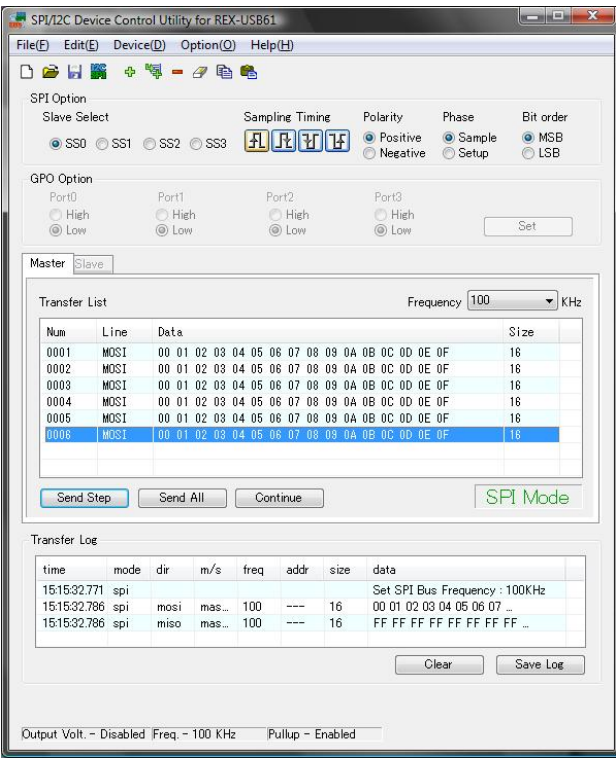 SPI/I2C Device Control Utility for REX-USB61
File(F) Edit(E) Device(D) Option(O) Help(H)
SPI Option
Slave Select Sampling Timing Polarity Phase Bit order
SS0 SS1 SS2 SS3 Positive Sample MSB
Negative Setup LSB
GPO Option
Port0 Port1 Port2 Port3
High High High High
Low Low Low Low Set
Master Slave
Transfer List Frequency 100 KHz
Num Line Data Size
0001 MOSI 00 01 02 03 04 05 06 07 08 09 0A 0B 0C 0D 0E 0F 16
0002 MOSI 00 01 02 03 04 05 06 07 08 09 0A 0B 0C 0D 0E 0F 16
0003 MOSI 00 01 02 03 04 05 06 07 08 09 0A 0B 0C 0D 0E 0F 16
0004 MOSI 00 01 02 03 04 05 06 07 08 09 0A 0B 0C 0D 0E 0F 16
0005 MOSI 00 01 02 03 04 05 06 07 08 09 0A 0B 0C 0D 0E 0F 16
0006 MOSI 00 01 02 03 04 05 06 07 08 09 0A 0B 0C 0D 0E 0F 16
Send Step Send All Continue SPI Mode
Transfer Log
time mode dir m/s freq addr size data
15:15:32.771 spi Set SPI Bus Frequency : 100KHz
15:15:32.786 spi mosi mas... 100 --- 16 00 01 02 03 04 05 06 07 ...
15:15:32.786 spi miso mas... 100 --- 16 FF FF FF FF FF FF FF FF ...
Clear Save Log
Output Volt. - Disabled Freq. - 100 KHz Pullup - Enabled